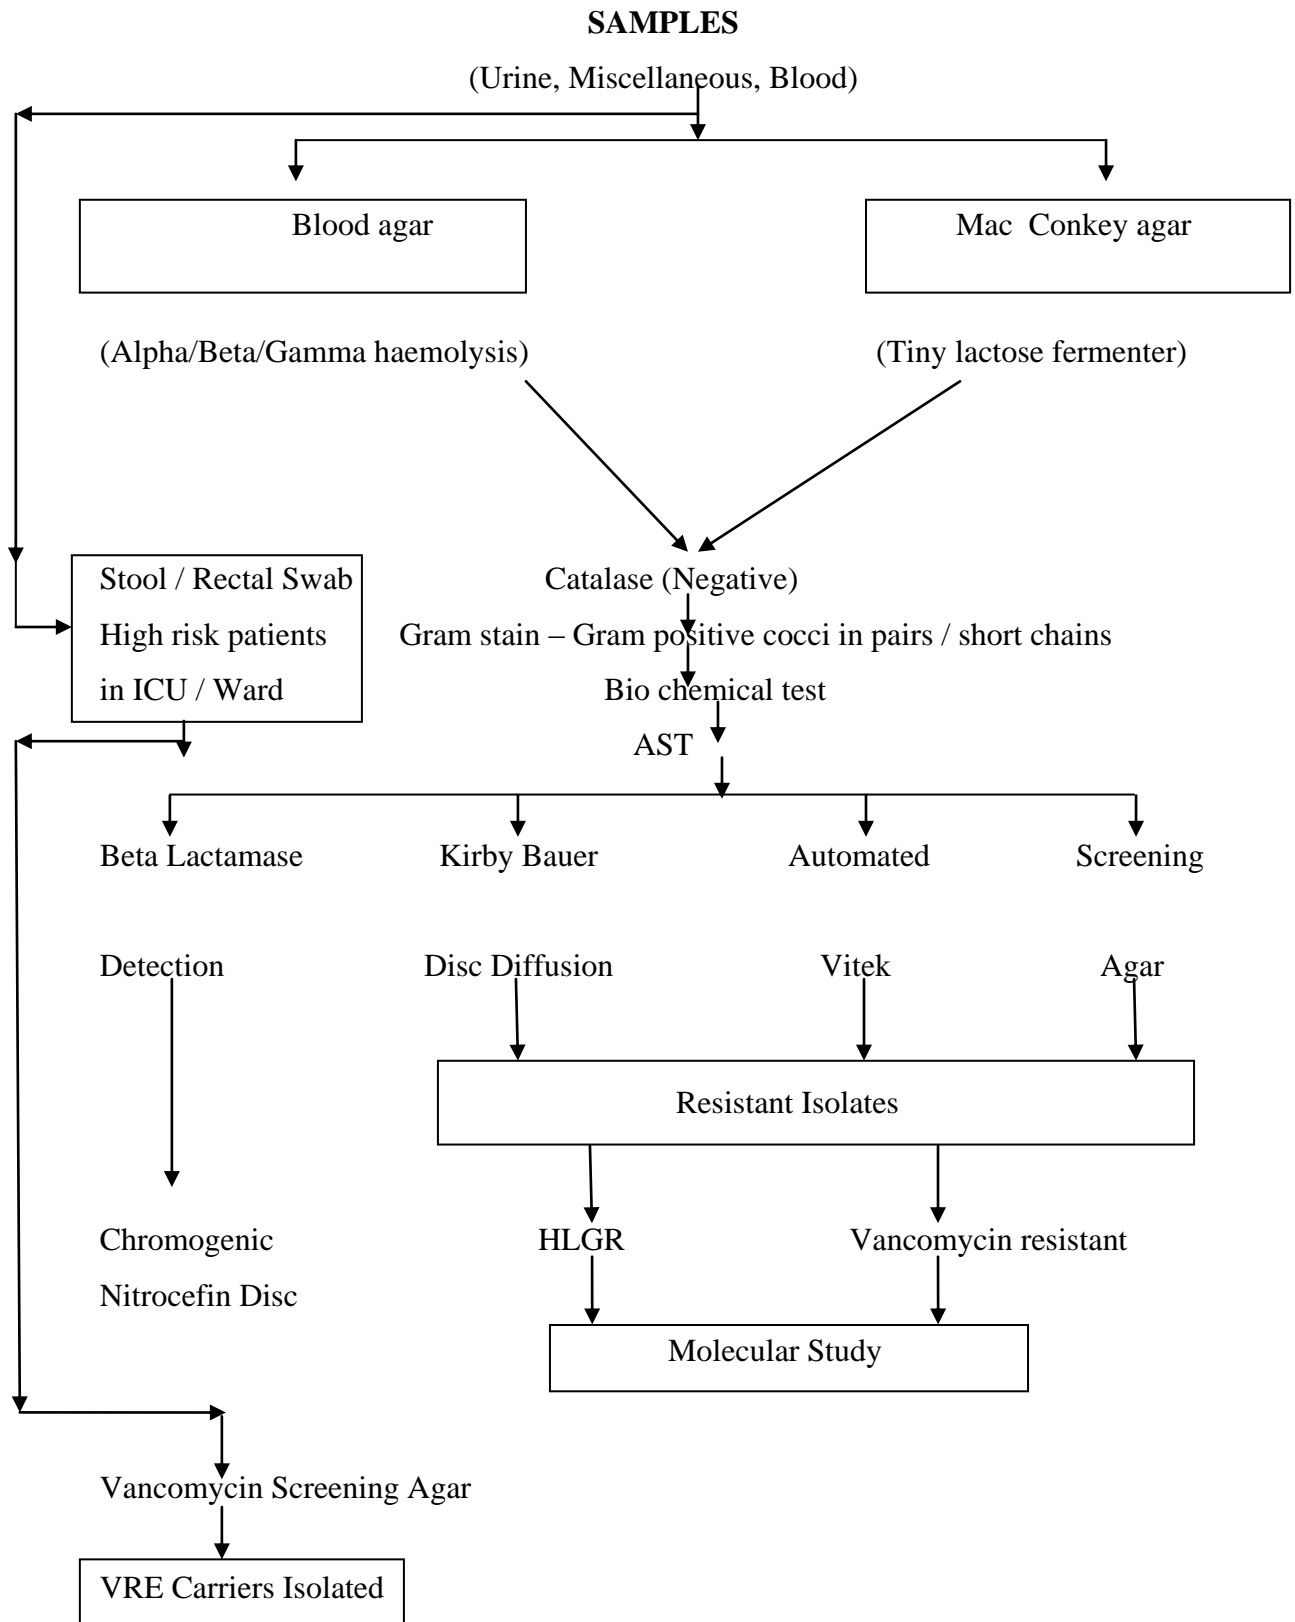 SAMPLES
(Urine, Miscellaneous, Blood)
Blood agar
Mac Conkey agar
(Alpha/Beta/Gamma haemolysis)
(Tiny lactose fermenter)
Stool / Rectal Swab
High risk patients
in ICU / Ward
Catalase (Negative)
Gram stain – Gram positive cocci in pairs / short chains
Bio chemical test
AST
Beta Lactamase
Detection
Kirby Bauer
Disc Diffusion
Automated
Vitek
Screening
Agar
Resistant Isolates
Chromogenic
Nitrocefin Disc
HLGR
Vancomycin resistant
Molecular Study
Vancomycin Screening Agar
VRE Carriers Isolated